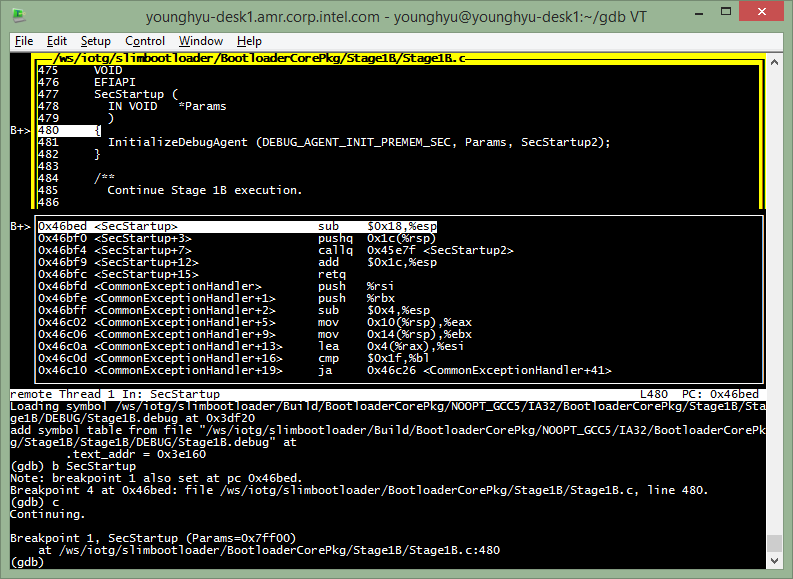 younghyu-desk1.amr.corp.intel.com - younghyu@younghyu-desk1:~/gdb VT
File Edit Setup Control Window Help
/ws/iotg/slimbootloader/BootloaderCorePkg/Stage1B/Stage1B.c
475 VOID
476 EFIAPI
477 SecStartup (
478 IN VOID *Params
479 )
B+> 480 {
481 InitializeDebugAgent (DEBUG_AGENT_INIT_PREMEM_SEC, Params, SecStartup2);
482 }
483
484 /**
485 Continue Stage 1B execution.
486
B+> 0x46bed <SecStartup> sub $0x18,%esp
0x46bf0 <SecStartup+3> pushq 0x1c(%rsp)
0x46bf4 <SecStartup+7> callq 0x45e7f <SecStartup2>
0x46bf9 <SecStartup+12> add $0x1c,%esp
0x46bfc <SecStartup+15> retq
0x46bfd <CommonExceptionHandler> push %rsi
0x46bfe <CommonExceptionHandler+1> push %rbx
0x46bff <CommonExceptionHandler+2> sub $0x4,%esp
0x46c02 <CommonExceptionHandler+5> mov 0x10(%rsp),%eax
0x46c06 <CommonExceptionHandler+9> mov 0x14(%rsp),%ebx
0x46c0a <CommonExceptionHandler+13> lea 0x4(%rax),%esi
0x46c0d <CommonExceptionHandler+16> cmp $0x1f,%bl
0x46c10 <CommonExceptionHandler+19> ja 0x46c26 <CommonExceptionHandler+41>
remote Thread 1 In: SecStartup L480 PC: 0x46bed
Loading symbol /ws/iotg/slimbootloader/Build/BootloaderCorePkg/NOOPT_GCC5/IA32/BootloaderCorePkg/Stage1B/Sta
ge1B/DEBUG/Stage1B.debug at 0x3df20
add symbol table from file "/ws/iotg/slimbootloader/Build/BootloaderCorePkg/NOOPT_GCC5/IA32/BootloaderCorePk
g/Stage1B/Stage1B/DEBUG/Stage1B.debug" at
.text_addr = 0x3e160
(gdb) b SecStartup
Note: breakpoint 1 also set at pc 0x46bed.
Breakpoint 4 at 0x46bed: file /ws/iotg/slimbootloader/BootloaderCorePkg/Stage1B/Stage1B.c, line 480.
(gdb) c
Continuing.
Breakpoint 1, SecStartup (Params=0x7ff00)
at /ws/iotg/slimbootloader/BootloaderCorePkg/Stage1B/Stage1B.c:480
(gdb)